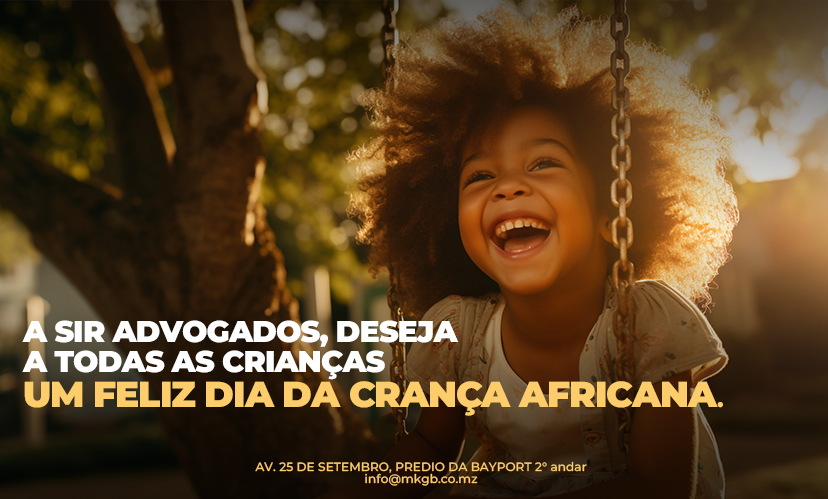 A SIR ADVOGADOS, DESEJA
A TODAS AS CRIANÇAS
UM FELIZ DIA DA CRANÇA AFRICANA.
AV. 25 DE SETEMBRO, PREDIO DA BAYPORT 2º andar
info@mkgb.co.mz